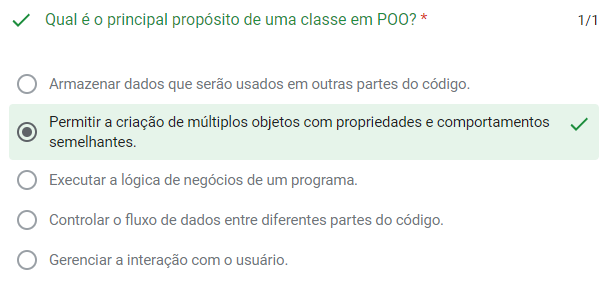 Qual é o principal propósito de uma classe em POO? * 1/1
Armazenar dados que serão usados em outras partes do código.
Permitir a criação de múltiplos objetos com propriedades e comportamentos
semelhantes.
Executar a lógica de negócios de um programa.
Controlar o fluxo de dados entre diferentes partes do código.
Gerenciar a interação com o usuário.